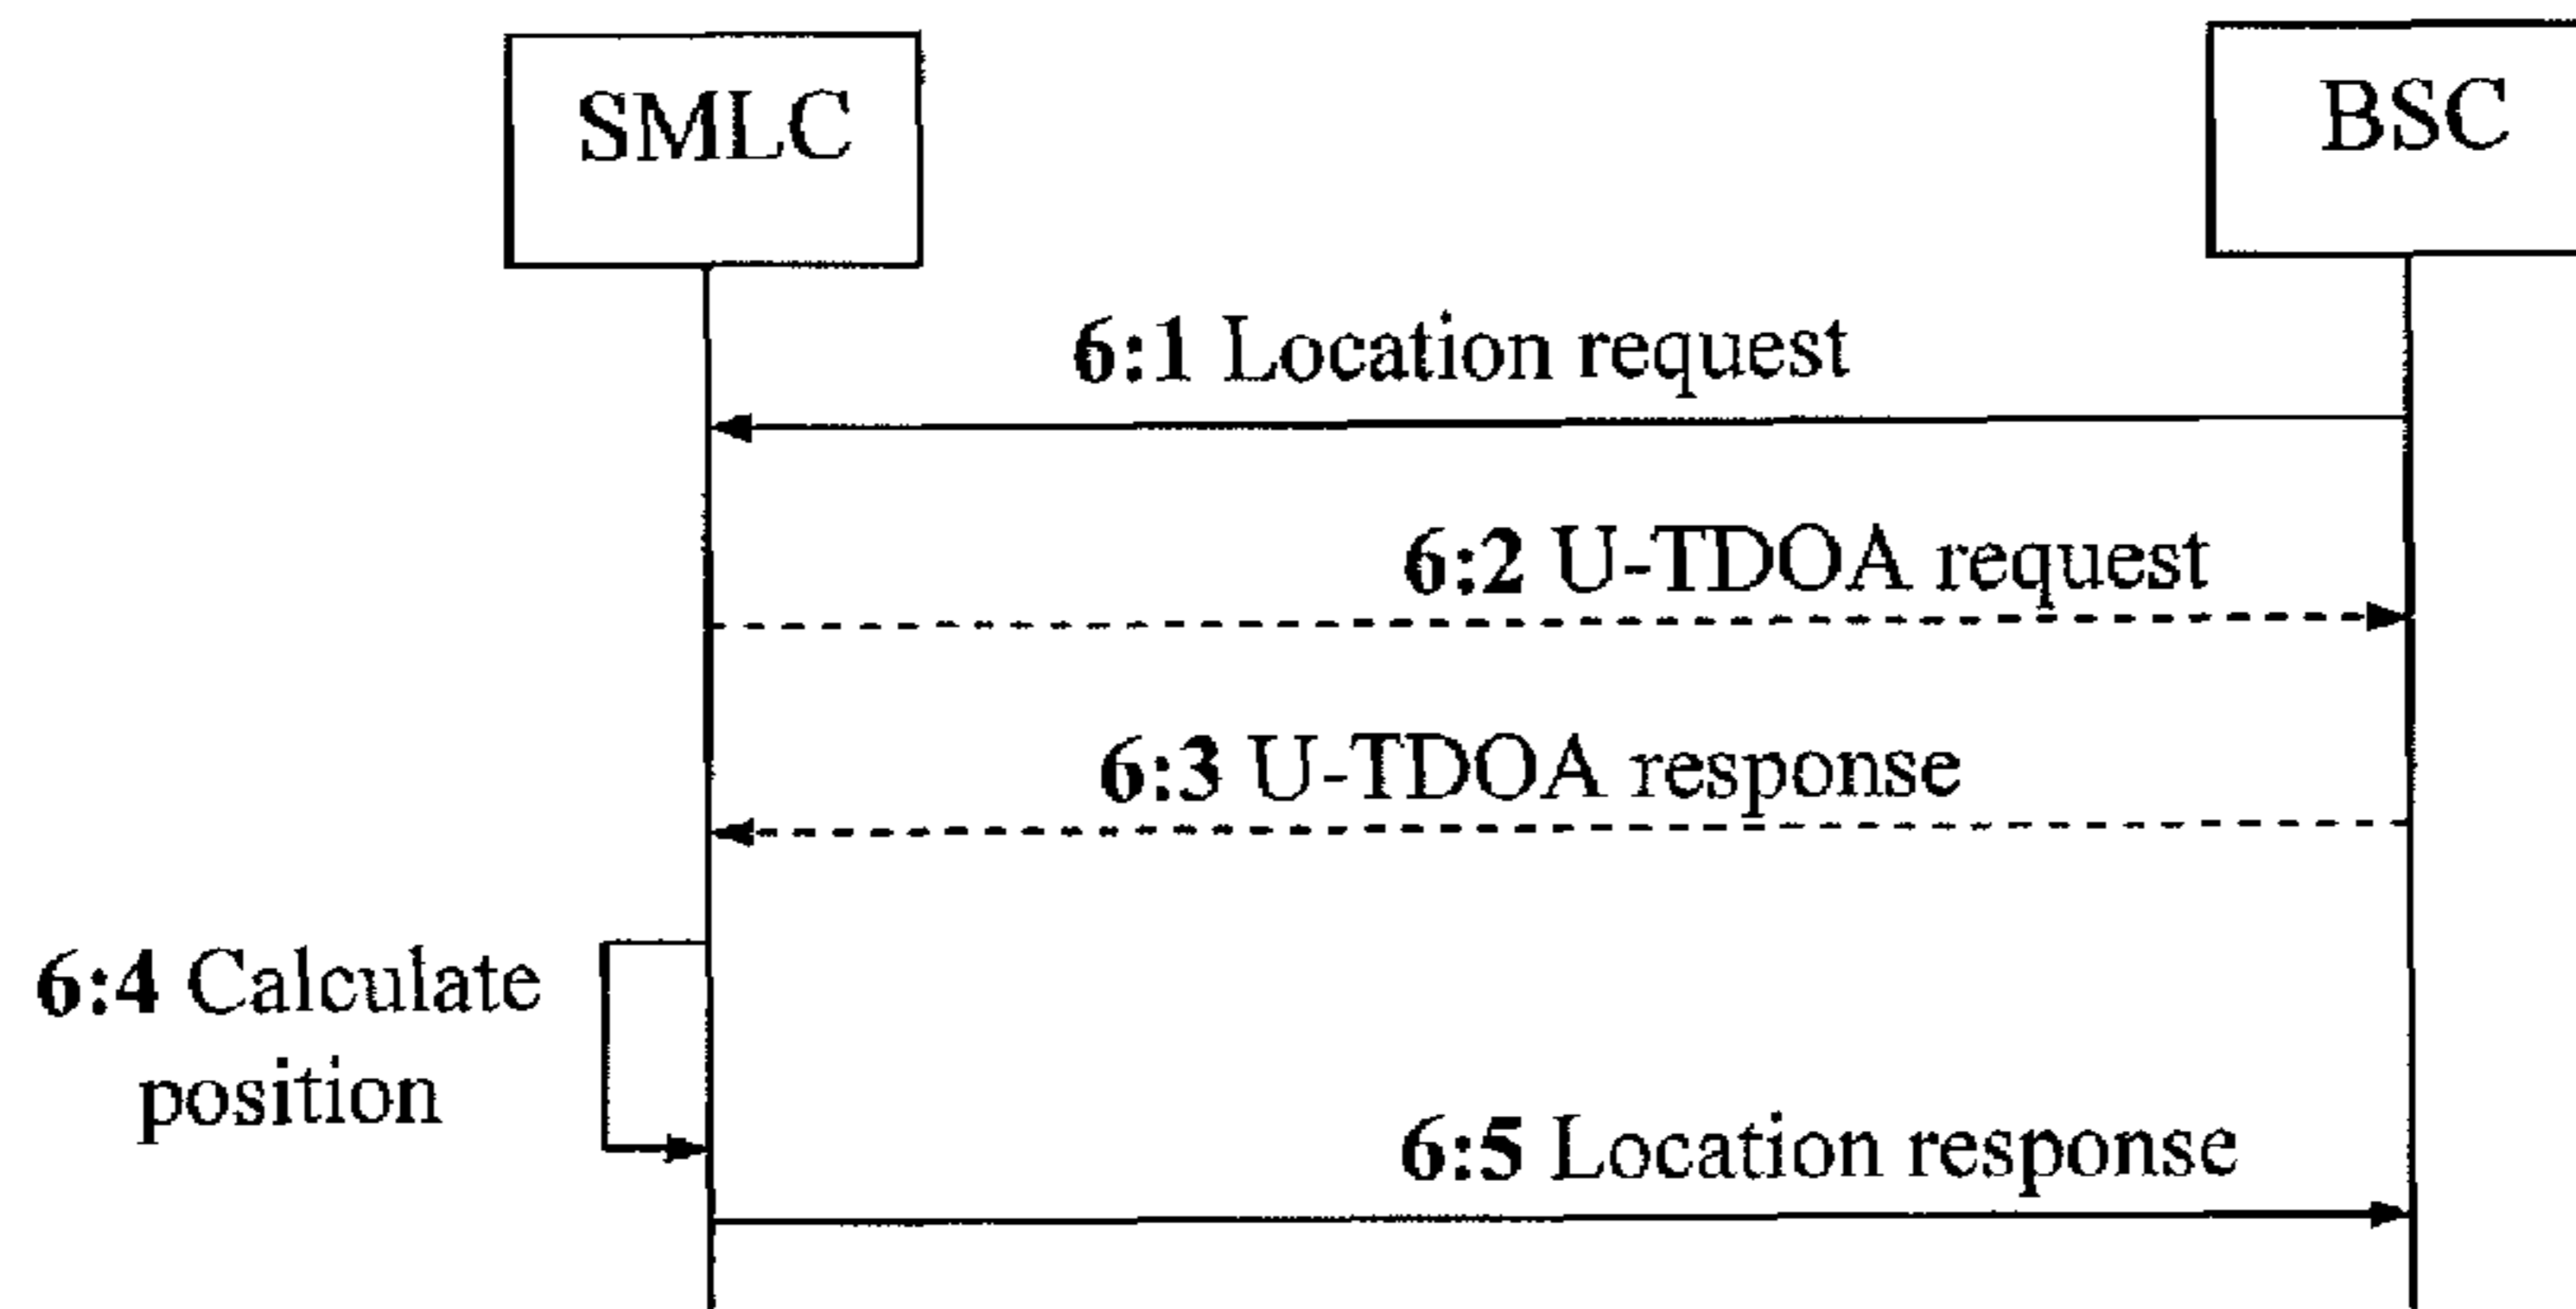 SMLC
BSC
6:1 Location request
6:2 U-TDOA request
6:3 U-TDOA response
6:4 Calculate
position
6:5 Location response